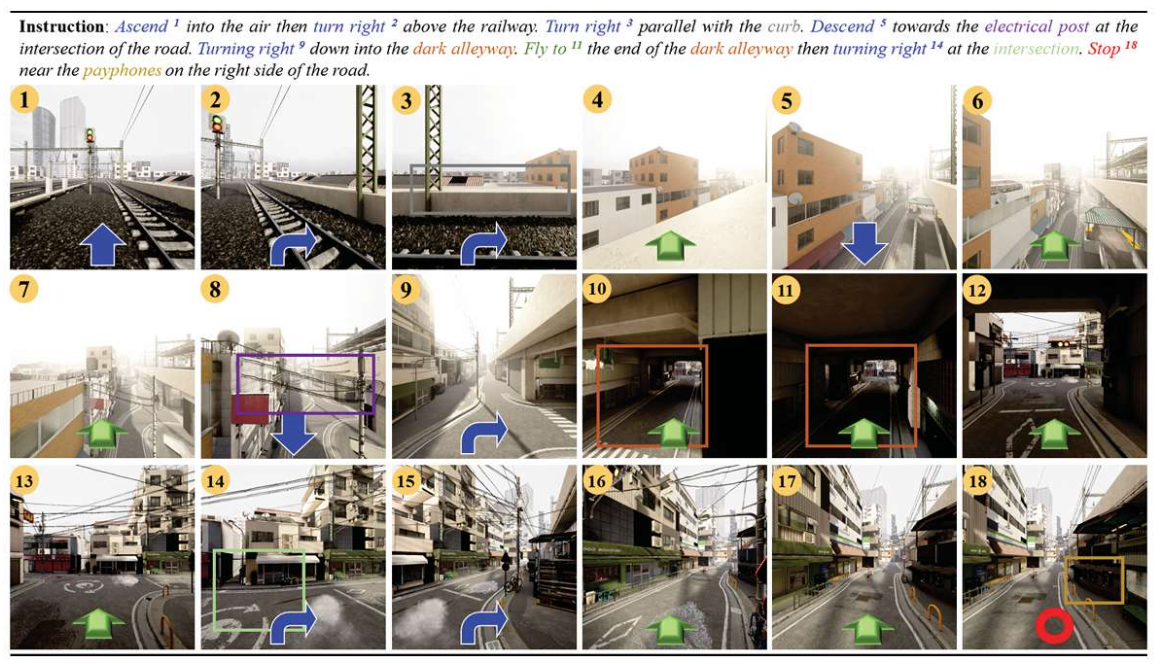 Instruction: Ascend 1 into the air then turn right 2 above the railway. Turn right 3 parallel with the curb. Descend 5 towards the electrical post at the
intersection of the road. Turning right 9 down into the dark alleyway. Fly to 11 the end of the dark alleyway then turning right 14 at the intersection. Stop 18
near the payphones on the right side of the road.
1 2 3 4 5 6
7 8 9 10 11 12
13 14 15 16 17 18